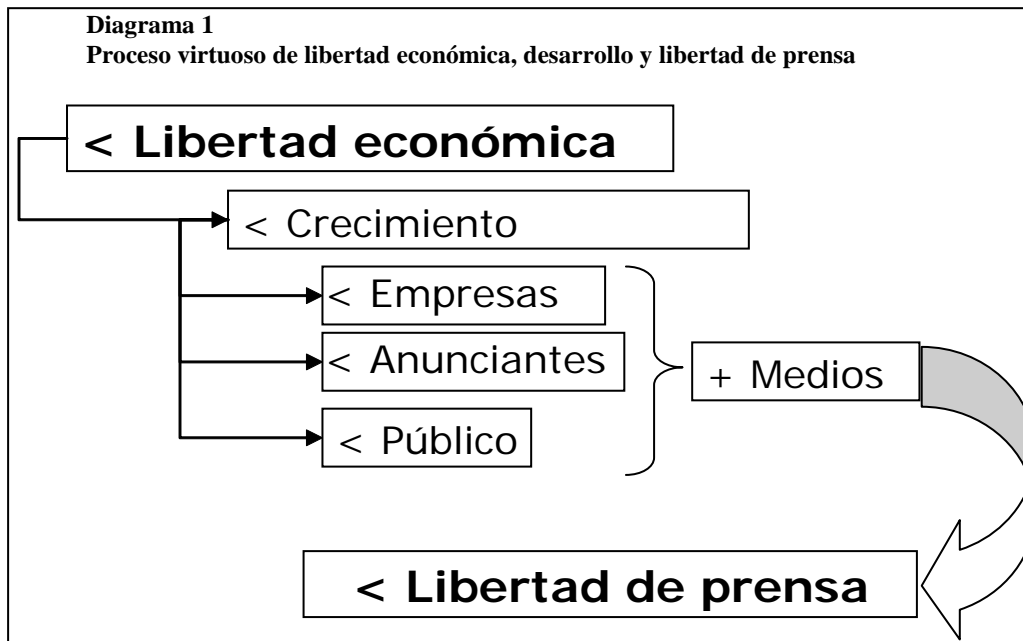 Diagrama 1
Proceso virtuoso de libertad económica, desarrollo y libertad de prensa
< Libertad económica
< Crecimiento
< Empresas
< Anunciantes
+ Medios
< Público
< Libertad de prensa